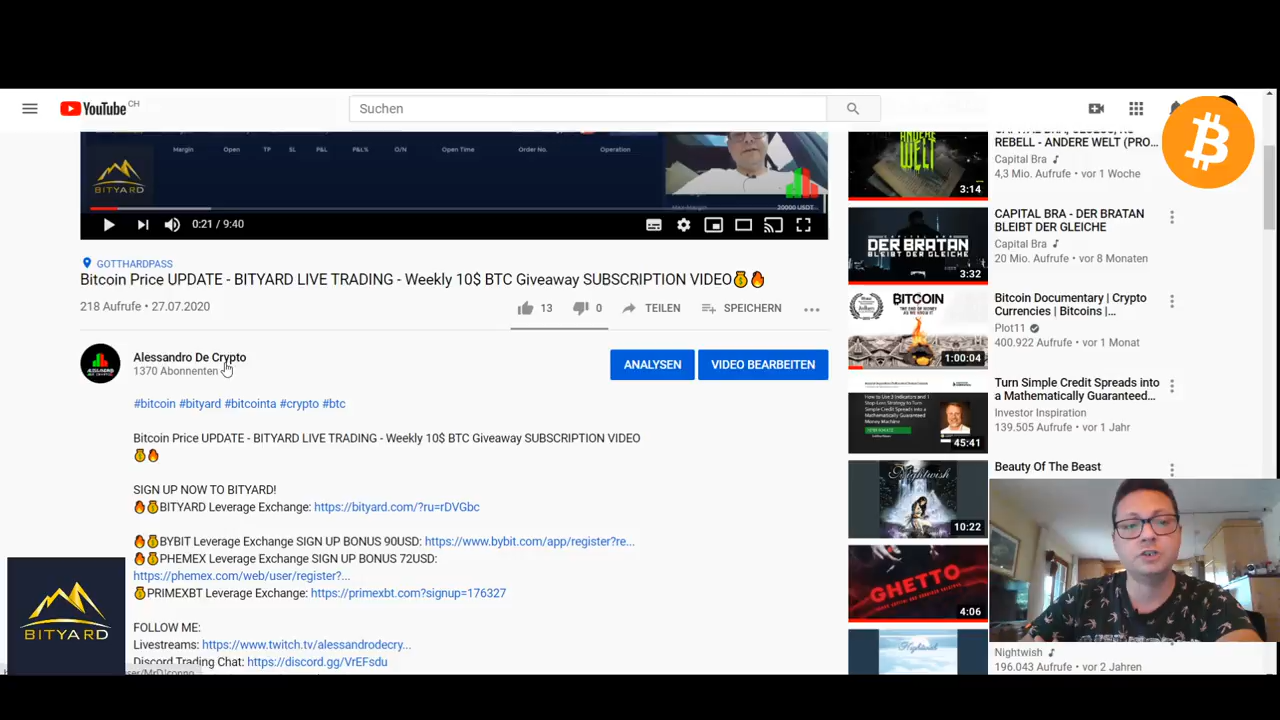 YouTube CH
Suchen
Margin Open TP SL P&L P&L% O/N Open Time Order No. Operation
BITYARD
20000 USDT
0:21 / 9:40
GOTTHARDPASS
Bitcoin Price UPDATE - BITYARD LIVE TRADING - Weekly 10$ BTC Giveaway SUBSCRIPTION VIDEO💰🔥
218 Aufrufe • 27.07.2020
13 0 TEILEN SPEICHERN
Alessandro De Crypto
1370 Abonnenten
ANALYSEN VIDEO BEARBEITEN
#bitcoin #bityard #bitcointa #crypto #btc
Bitcoin Price UPDATE - BITYARD LIVE TRADING - Weekly 10$ BTC Giveaway SUBSCRIPTION VIDEO
💰🔥
SIGN UP NOW TO BITYARD!
🔥💰BITYARD Leverage Exchange: https://bityard.com/?ru=rDVGbc
🔥💰BYBIT Leverage Exchange SIGN UP BONUS 90USD: https://www.bybit.com/app/register?re...
🔥💰PHEMEX Leverage Exchange SIGN UP BONUS 72USD:
https://phemex.com/web/user/register?...
💰PRIMEXBT Leverage Exchange: https://primexbt.com?signup=176327
FOLLOW ME:
Livestreams: https://www.twitch.tv/alessandrodecry...
Discord Trading Chat: https://discord.gg/VrEFsdu
BITYARD
ANDERE
WELT
3:14
REBELL - ANDERE WELT (PRO...
Capital Bra
4,3 Mio. Aufrufe • vor 1 Woche
DER BRATAN
BLEIBT DER GLEICHE
3:32
CAPITAL BRA - DER BRATAN
BLEIBT DER GLEICHE
Capital Bra
20 Mio. Aufrufe • vor 8 Monaten
BITCOIN
1:00:04
Bitcoin Documentary | Crypto
Currencies | Bitcoins |...
Plot11
400.922 Aufrufe • vor 1 Monat
45:41
Turn Simple Credit Spreads into
a Mathematically Guaranteed...
Investor Inspiration
139.505 Aufrufe • vor 1 Jahr
Nightwish
10:22
Beauty Of The Beast
GHETTO
4:06
Nightwish
196.043 Aufrufe • vor 2 Jahren